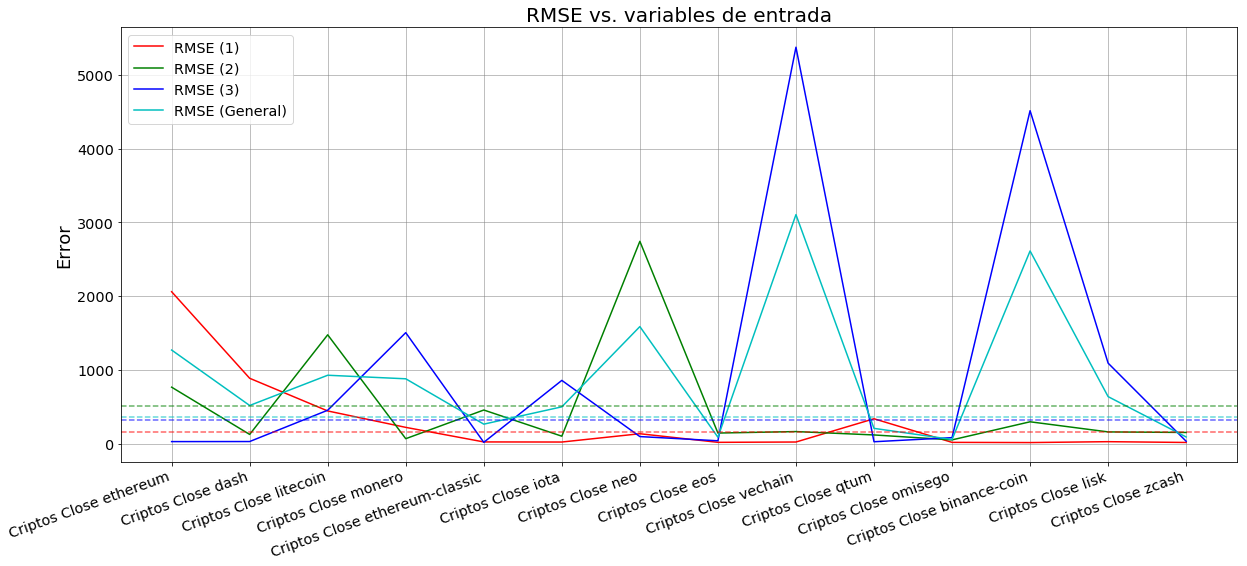 RMSE vs. variables de entrada
RMSE (1)
RMSE (2)
RMSE (3)
RMSE (General)
Error
5000
4000
3000
2000
1000
0
Criptos Close ethereum
Criptos Close dash
Criptos Close litecoin
Criptos Close monero
Criptos Close ethereum-classic
Criptos Close iota
Criptos Close neo
Criptos Close eos
Criptos Close vechain
Criptos Close qtum
Criptos Close omisego
Criptos Close binance-coin
Criptos Close lisk
Criptos Close zcash